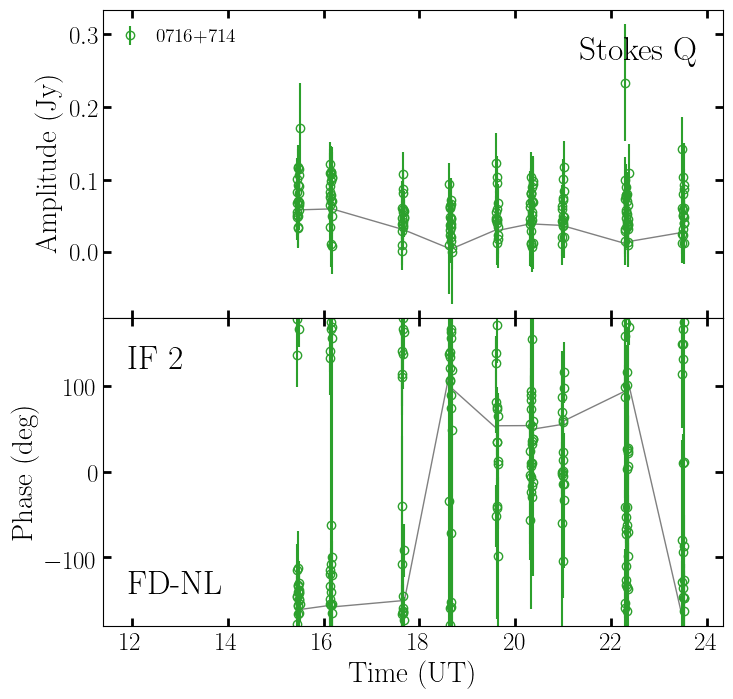 0716+714
Stokes Q
0.3
0.2
0.1
0.0
Amplitude (Jy)
IF 2
100
0
−100
Phase (deg)
FD-NL
12 14 16 18 20 22 24
Time (UT)